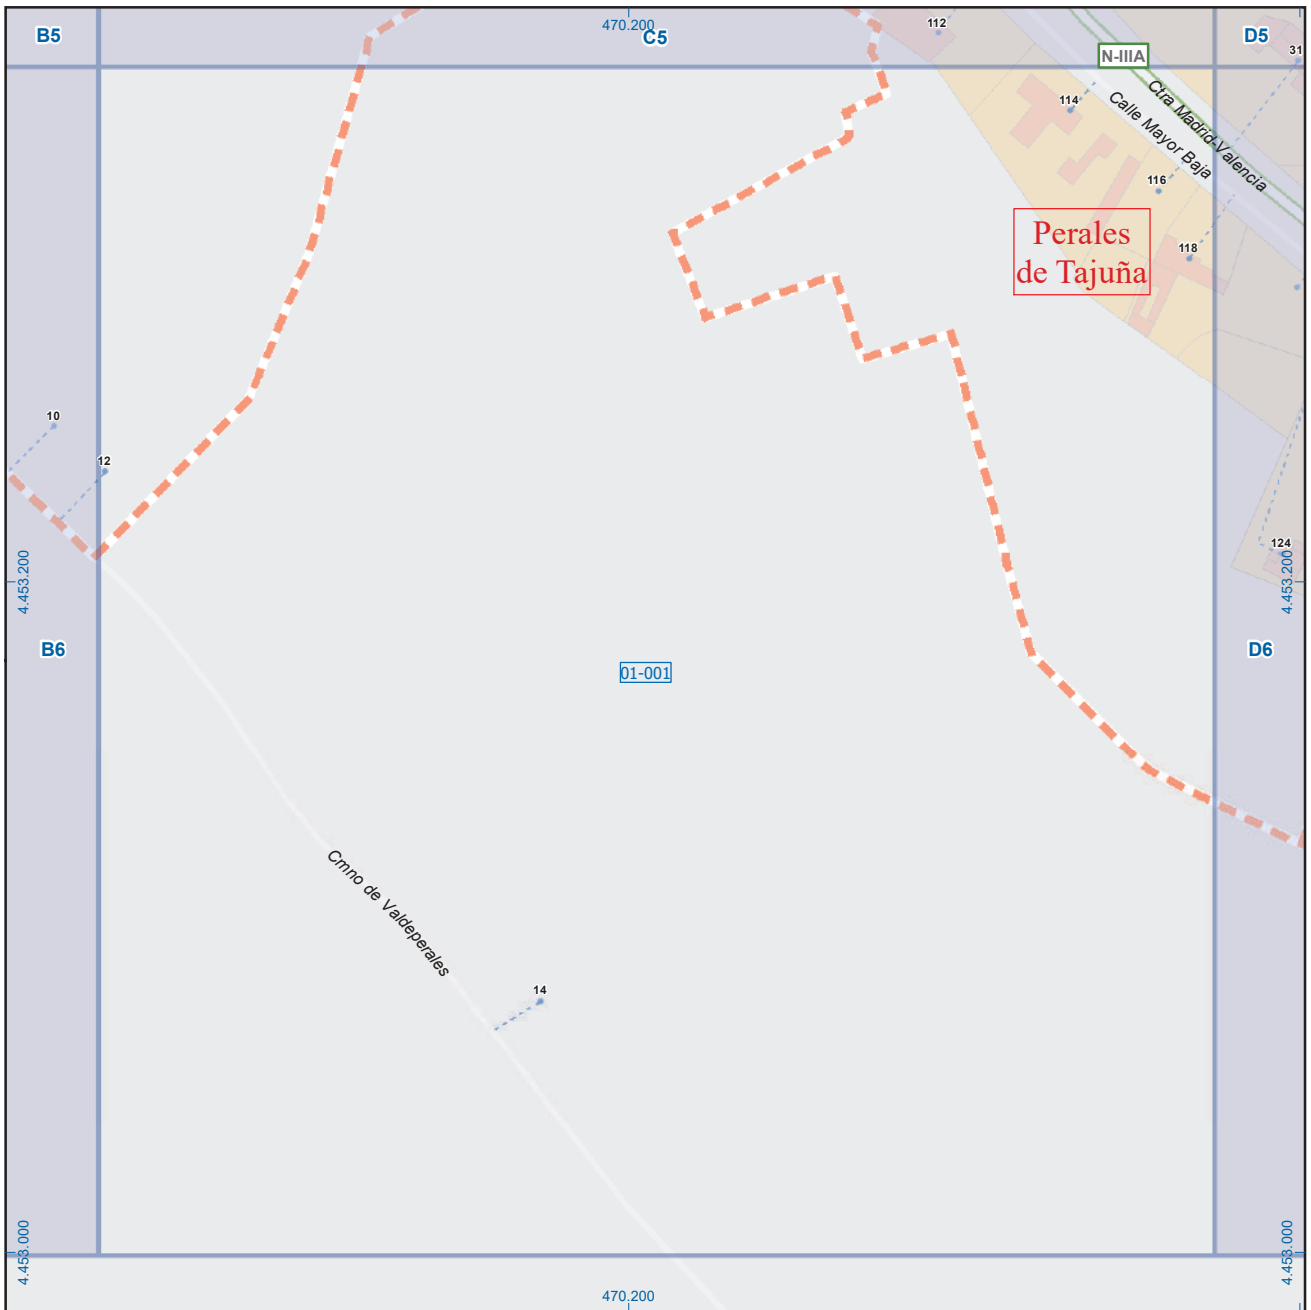 470.200
B5
C5
D5
112
31
N-IIIA
Ctra Madrid-Valencia
Calle Mayor Baja
114
116
118
Perales
de Tajuña
10
12
124
4.453.200
4.453.200
B6
D6
01-001
Cmno de Valdeperales
14
4.453.000
4.453.000
470.200